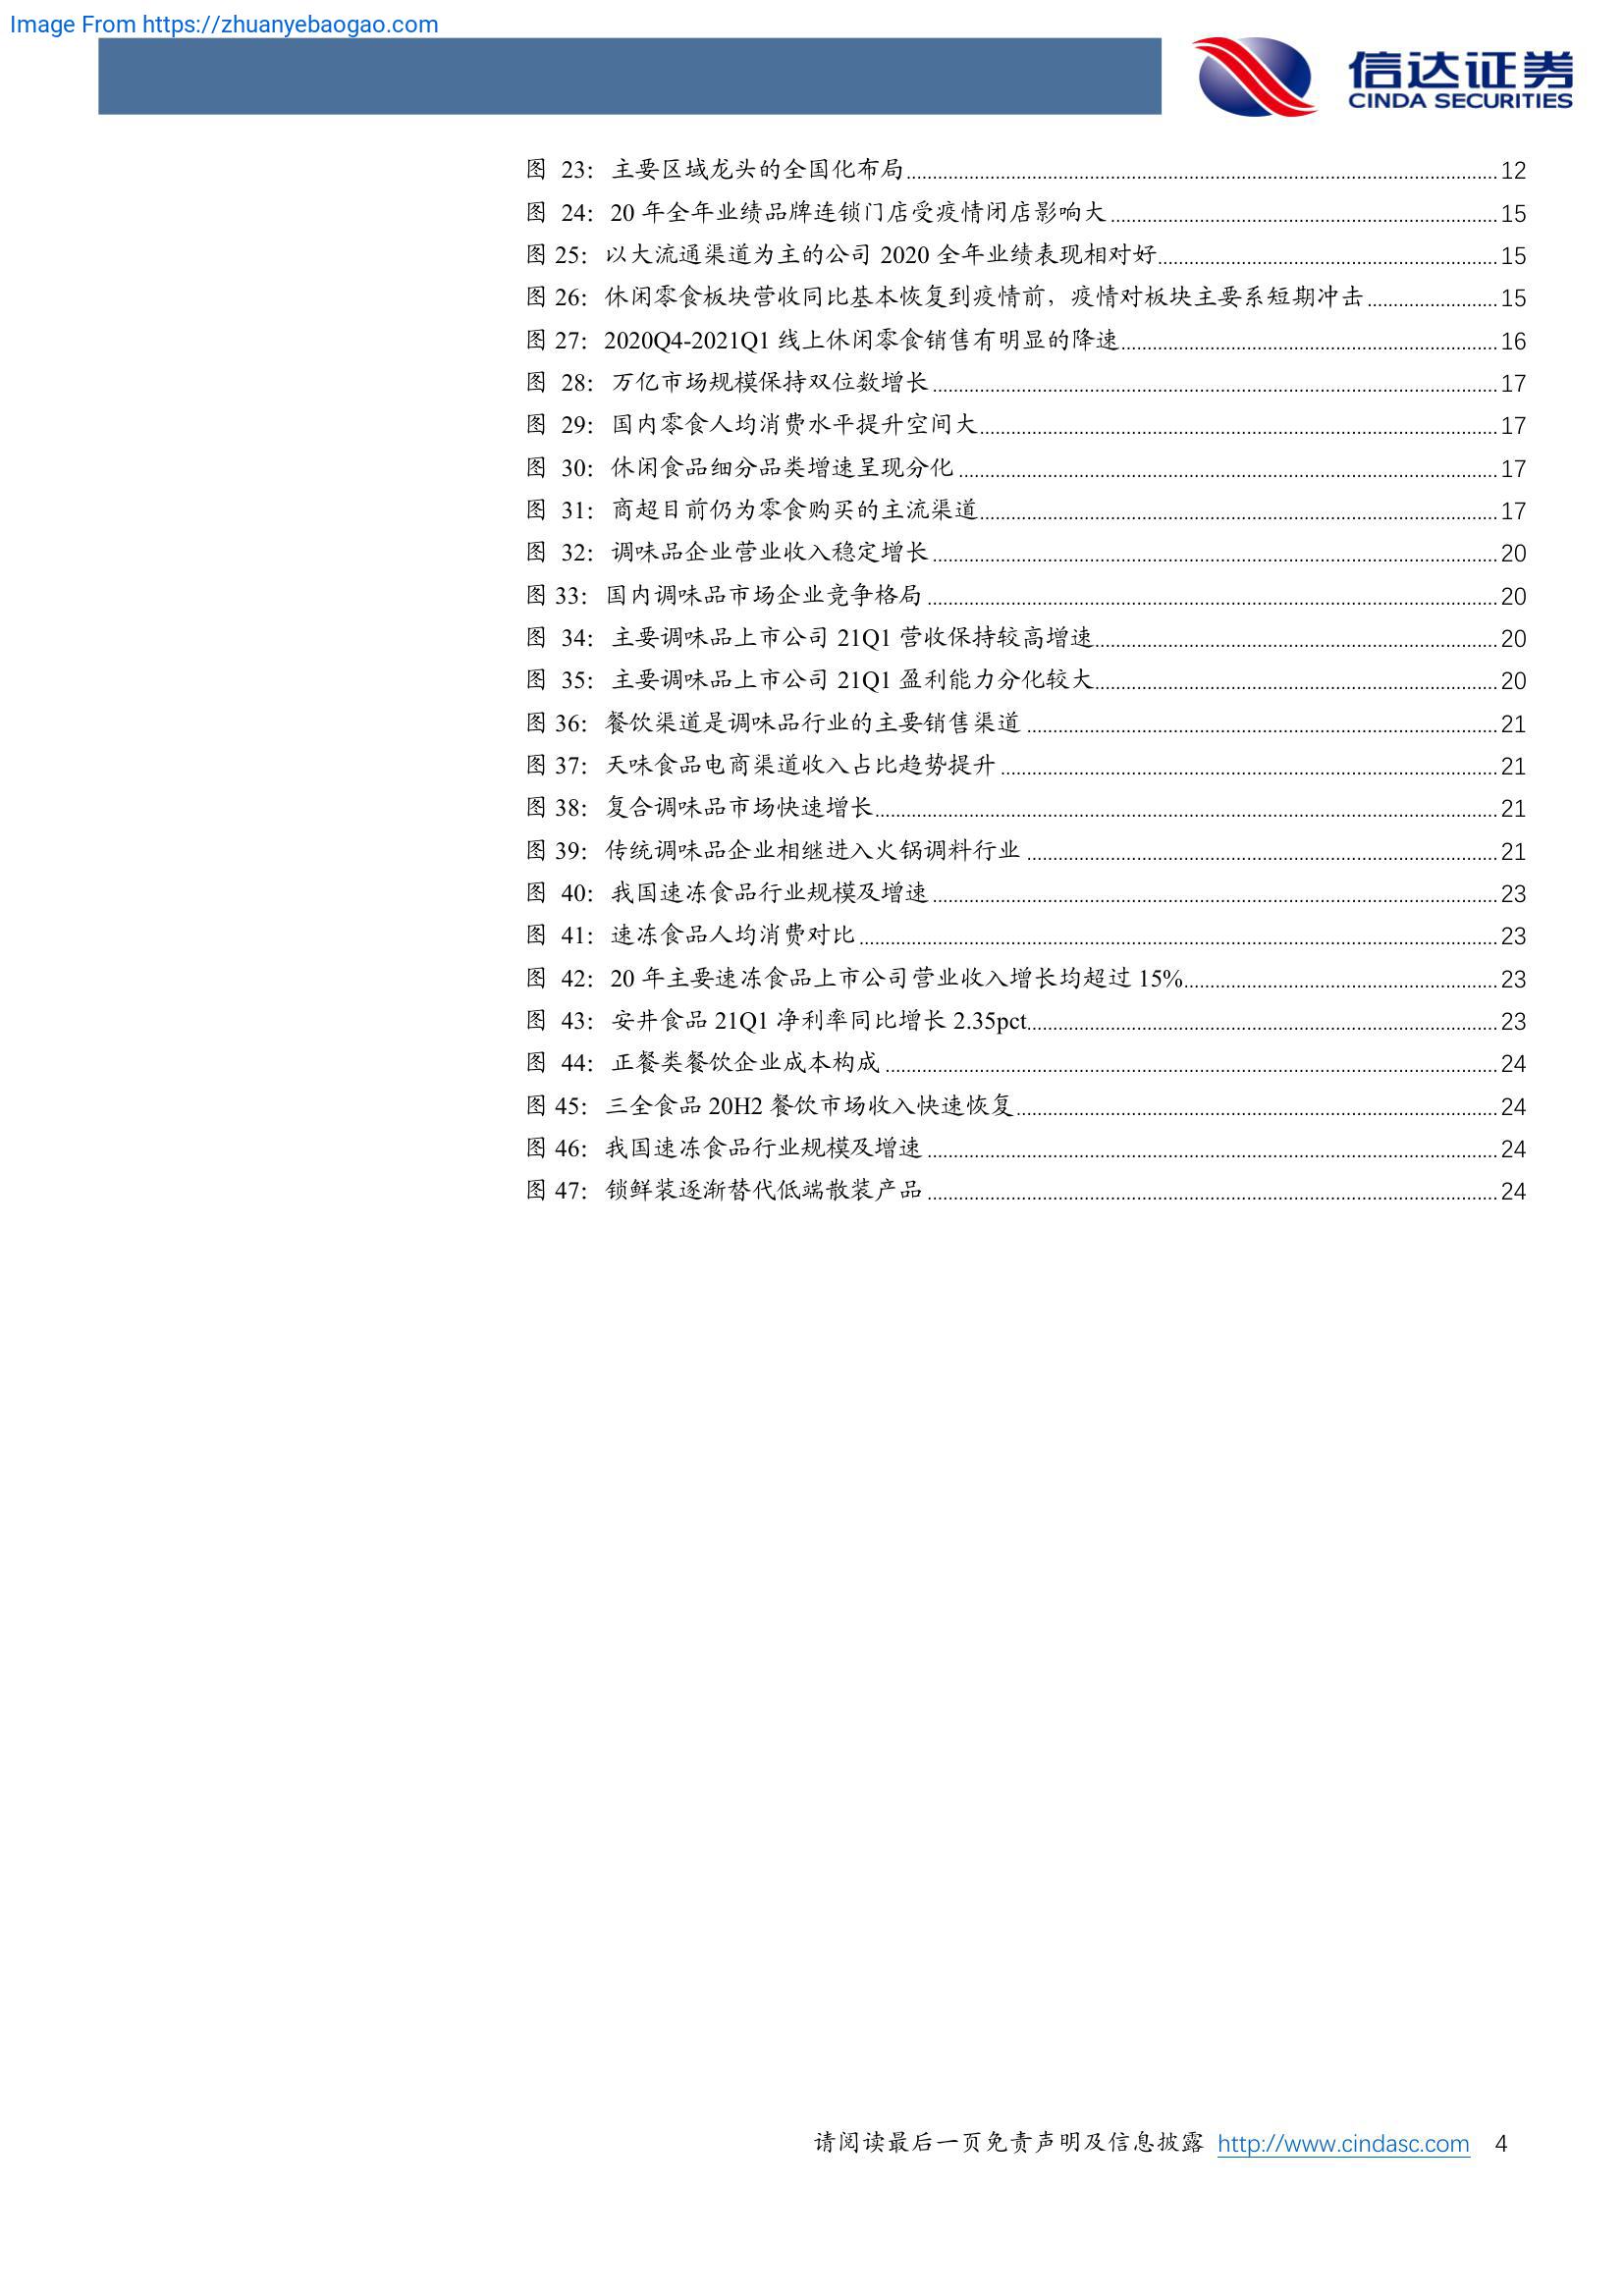 Image From https://zhuanyebaogao.com
信达证券
CINDA SECURITIES
图 23：主要区域龙头的全国化布局 12
图 24：20 年全年业绩品牌连锁门店受疫情闭店影响大 15
图 25：以大流通渠道为主的公司 2020 全年业绩表现相对好 15
图 26：休闲零食板块营收同比基本恢复到疫情前，疫情对板块主要系短期冲击 15
图 27：2020Q4-2021Q1 线上休闲零食销售有明显的降速 16
图 28：万亿市场规模保持双位数增长 17
图 29：国内零食人均消费水平提升空间大 17
图 30：休闲食品细分品类增速呈现分化 17
图 31：商超目前仍为零食购买的主流渠道 17
图 32：调味品企业营业收入稳定增长 20
图 33：国内调味品市场企业竞争格局 20
图 34：主要调味品上市公司 21Q1 营收保持较高增速 20
图 35：主要调味品上市公司 21Q1 盈利能力分化较大 20
图 36：餐饮渠道是调味品行业的主要销售渠道 21
图 37：天味食品电商渠道收入占比趋势提升 21
图 38：复合调味品市场快速增长 21
图 39：传统调味品企业相继进入火锅调料行业 21
图 40：我国速冻食品行业规模及增速 23
图 41：速冻食品人均消费对比 23
图 42：20 年主要速冻食品上市公司营业收入增长均超过 15% 23
图 43：安井食品 21Q1 净利率同比增长 2.35pct 23
图 44：正餐类餐饮企业成本构成 24
图 45：三全食品 20H2 餐饮市场收入快速恢复 24
图 46：我国速冻食品行业规模及增速 24
图 47：锁鲜装逐渐替代低端散装产品 24
请阅读最后一页免责声明及信息披露 http://www.cindasc.com 4